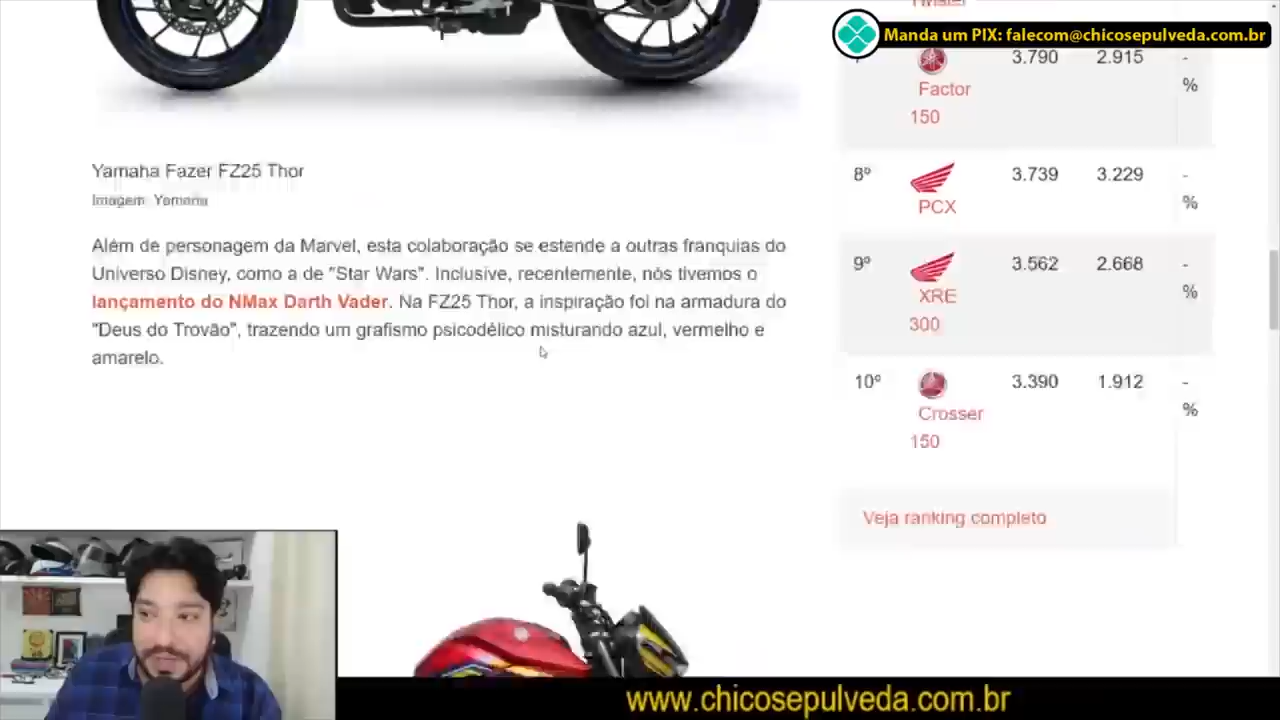 Manda um PIX: falecom@chicosepulveda.com.br
Twister
Yamaha Fazer FZ25 Thor
Imagem: Yamaha
Além de personagem da Marvel, esta colaboração se estende a outras franquias do
Universo Disney, como a de "Star Wars". Inclusive, recentemente, nós tivemos o
lançamento do NMax Darth Vader. Na FZ25 Thor, a inspiração foi na armadura do
"Deus do Trovão", trazendo um grafismo psicodélico misturando azul, vermelho e
amarelo.
3.790 2.915 -
%
Factor
150
8º 3.739 3.229 -
%
PCX
9º 3.562 2.668 -
%
XRE
300
10º 3.390 1.912 -
%
Crosser
150
Veja ranking completo
www.chicosepulveda.com.br